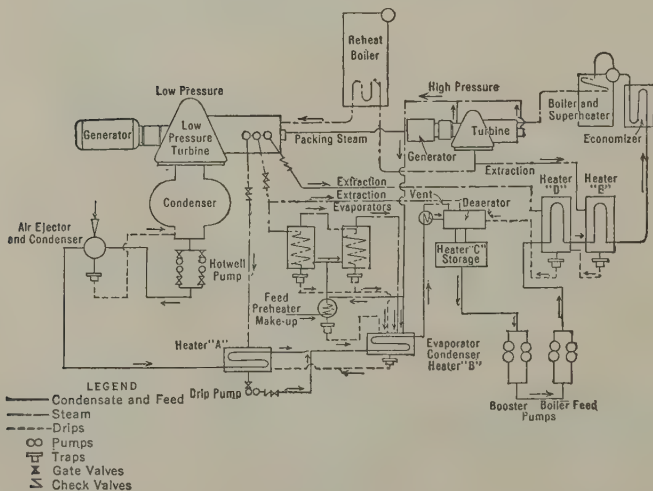 Reheat
Boiler
Low Pressure
High Pressure
Generator
Low
Pressure
Turbine
Packing Steam
Generator
Turbine
Boiler and
Superheater
Economizer
Condenser
Extraction
Extraction
Evaporators
Vent
Deaerator
Extraction
Heater
"D"
Heater
"E"
Air Ejector
and Condenser
Hotwell
Pump
Heater "C"
Storage
Feed
Preheater
Make-up
Heater "A"
Drip Pump
Evaporator
Condenser
Heater "B"
Booster
Boiler Feed
Pumps
LEGEND
Condensate and Feed
Steam
Drips
Pumps
Traps
Gate Valves
Check Valves